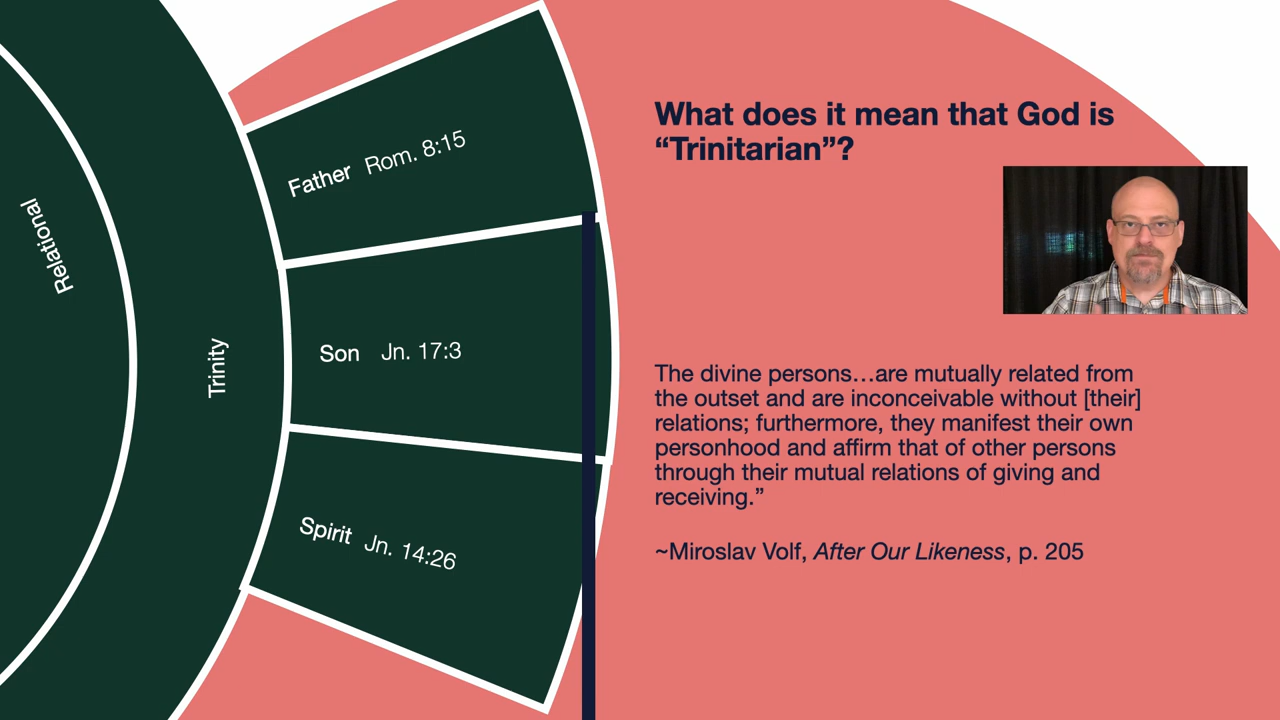 Relational
Trinity
Father Rom. 8:15
Son Jn. 17:3
Spirit Jn. 14:26
What does it mean that God is
“Trinitarian”?
The divine persons…are mutually related from
the outset and are inconceivable without [their]
relations; furthermore, they manifest their own
personhood and affirm that of other persons
through their mutual relations of giving and
receiving.”
~Miroslav Volf, After Our Likeness, p. 205